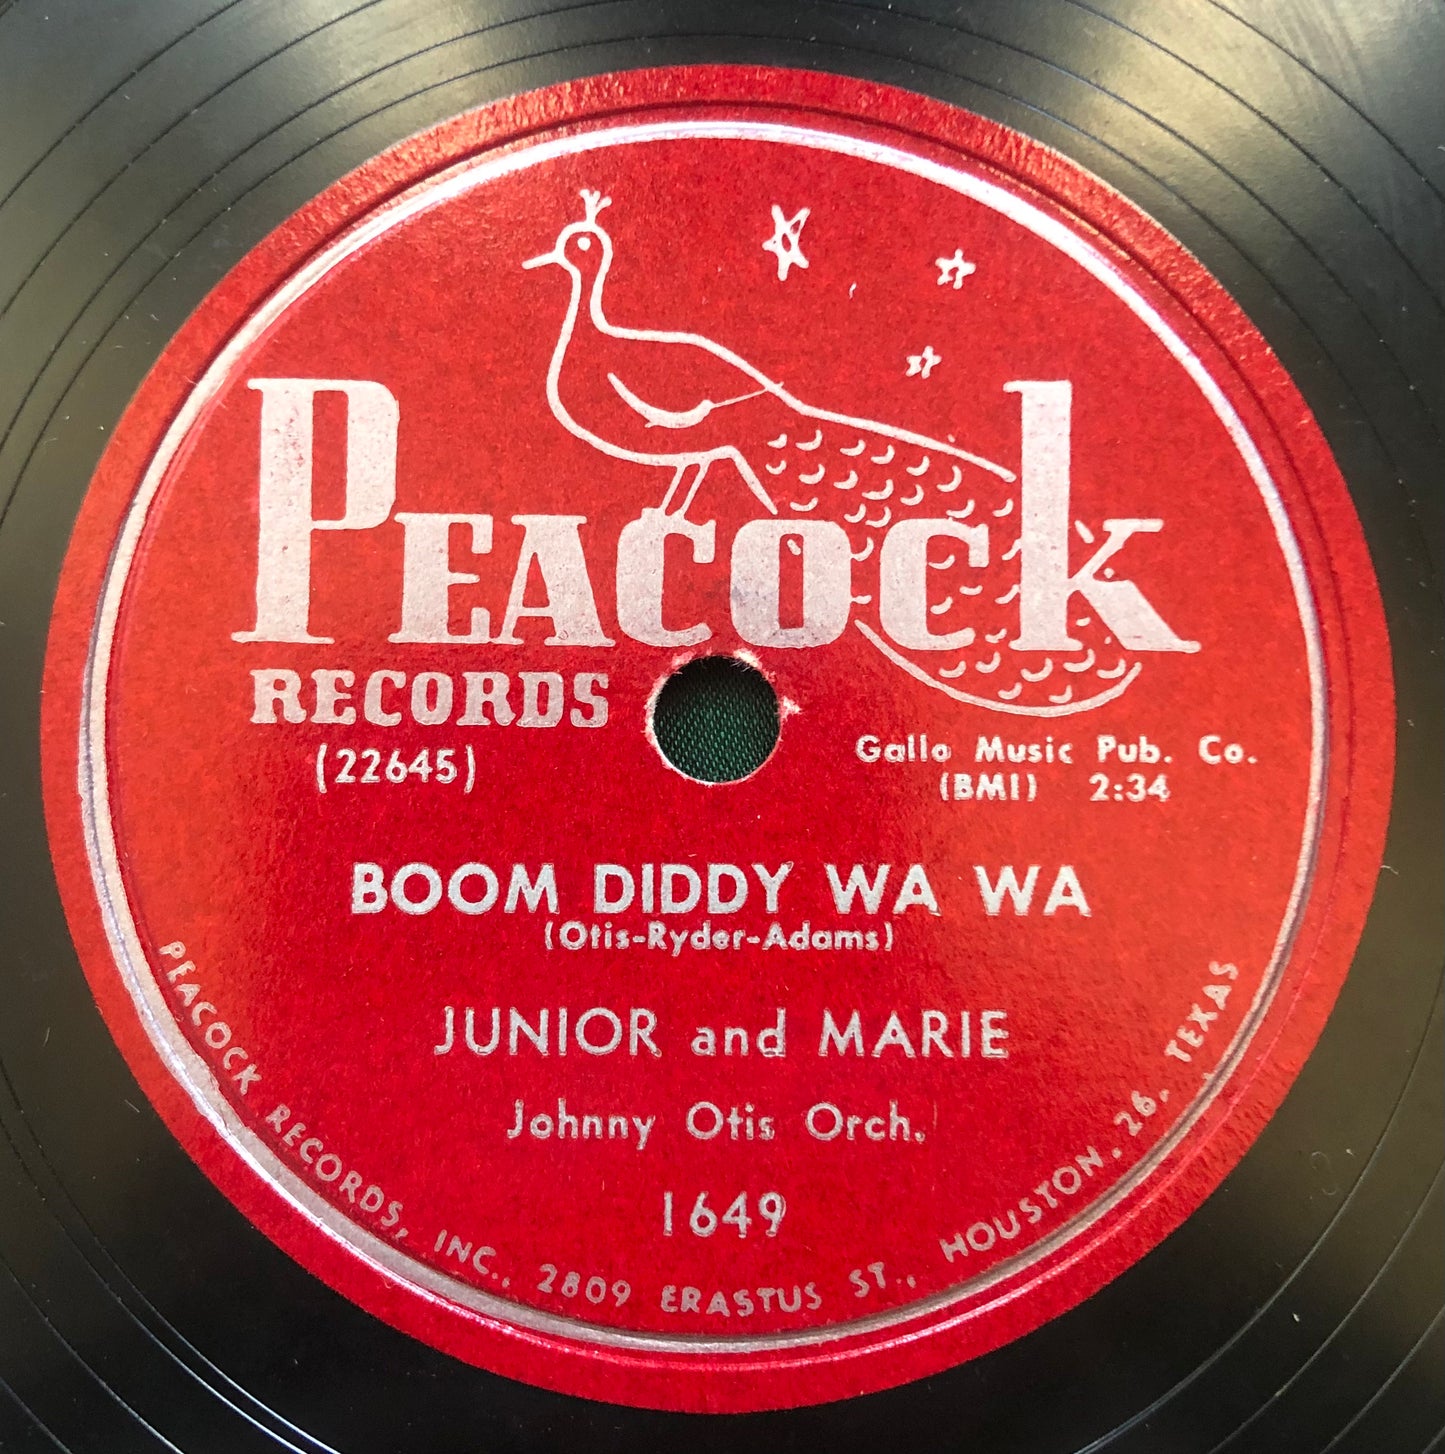 PEACOCK
RECORDS
(22645)
Gallo Music Pub. Co.
(BMI) 2:34
BOOM DIDDY WA WA
(Otis-Ryder-Adams)
JUNIOR and MARIE
Johnny Otis Orch.
1649
PEACOCK RECORDS, INC., 2809 ERASTUS ST., HOUSTON, 26, TEXAS